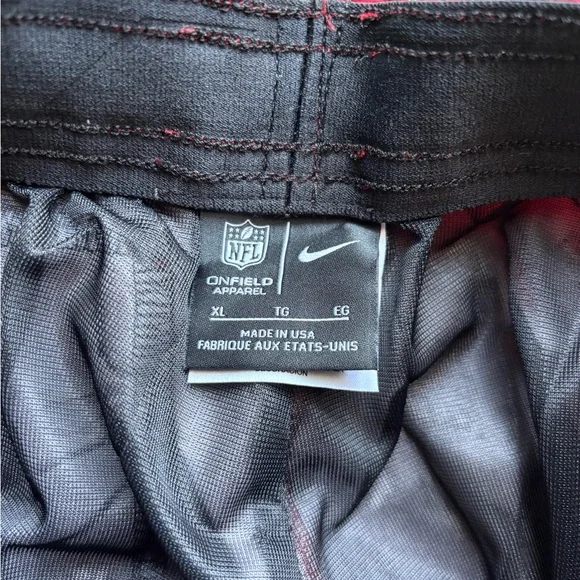 NFL
ONFIELD
APPAREL
XL TG EG
MADE IN USA
FABRIQUE AUX ETATS-UNIS